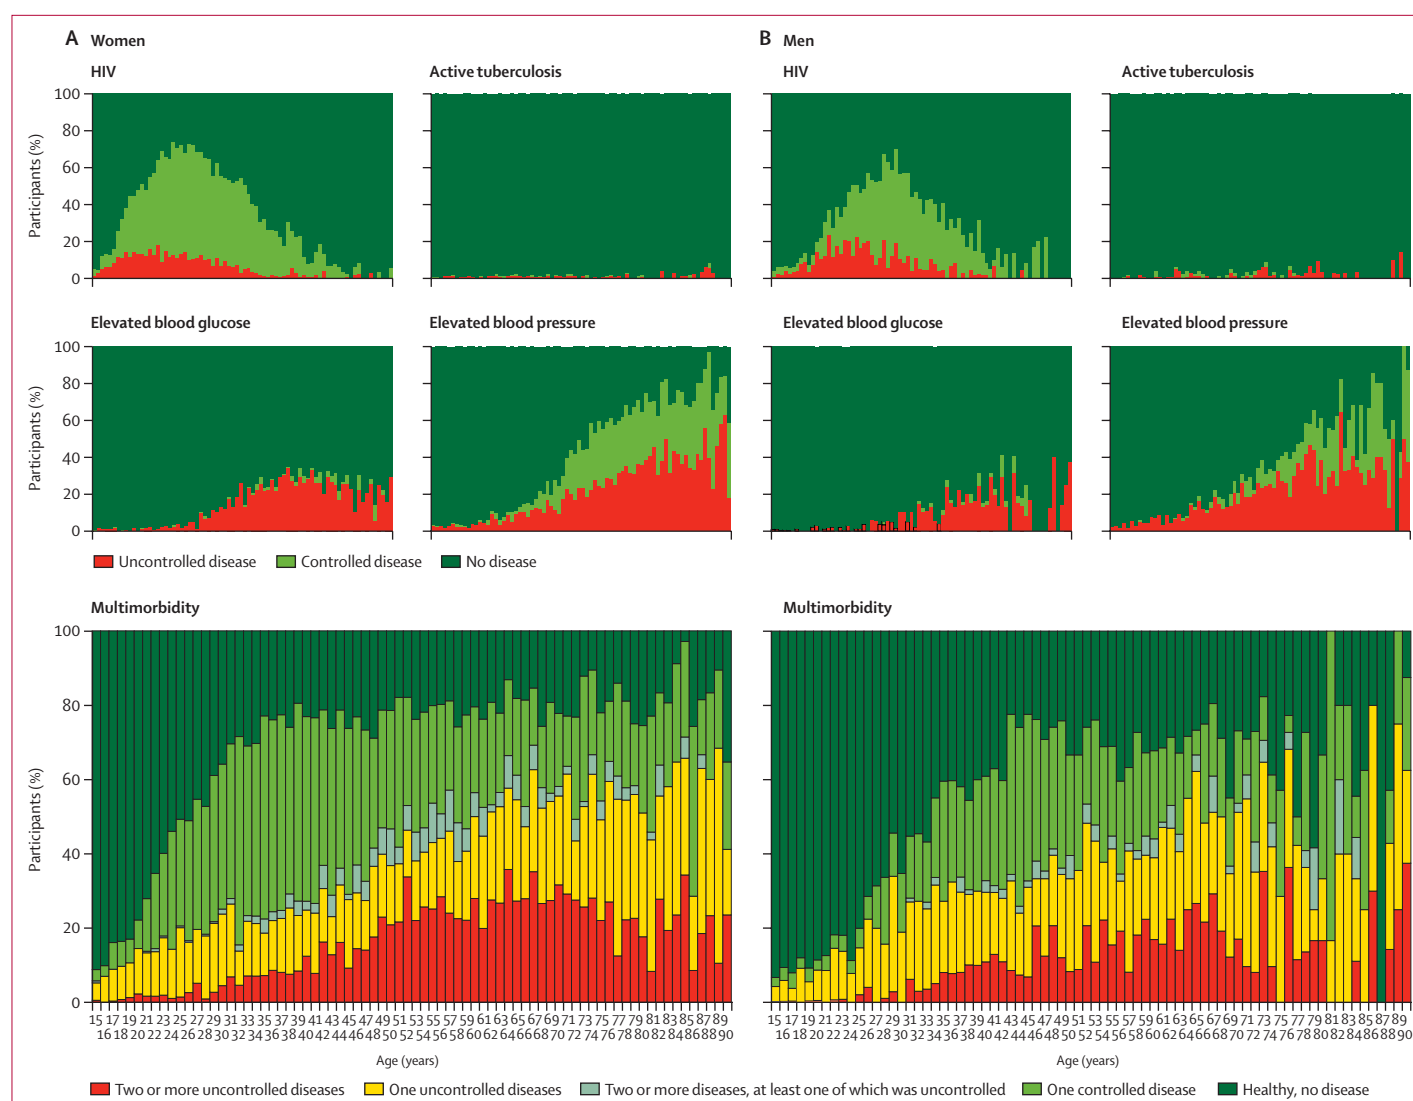 A Women
B Men
HIV
Active tuberculosis
HIV
Active tuberculosis
100
80
60
40
20
0
Participants (%)
Elevated blood glucose
Elevated blood pressure
Elevated blood glucose
Elevated blood pressure
100
80
60
40
20
0
Participants (%)
Uncontrolled disease
Controlled disease
No disease
Multimorbidity
Multimorbidity
100
80
60
40
20
0
Participants (%)
15 17 19 21 23 25 27 29 31 33 35 37 39 41 43 45 47 49 51 53 55 57 59 61 63 65 67 69 71 73 75 77 79 81 83 85 87 89
16 18 20 22 24 26 28 30 32 34 36 38 40 42 44 46 48 50 52 54 56 58 60 62 64 66 68 70 72 74 76 78 80 82 84 86 88 90
15 17 19 21 23 25 27 29 31 33 35 37 39 41 43 45 47 49 51 53 55 57 59 61 63 65 67 69 71 73 75 77 79 81 83 85 87 89
16 18 20 22 24 26 28 30 32 34 36 38 40 42 44 46 48 50 52 54 56 58 60 62 64 66 68 70 72 74 76 78 80 82 84 86 88 90
Age (years)
Age (years)
Two or more uncontrolled diseases
One uncontrolled diseases
Two or more diseases, at least one of which was uncontrolled
One controlled disease
Healthy, no disease